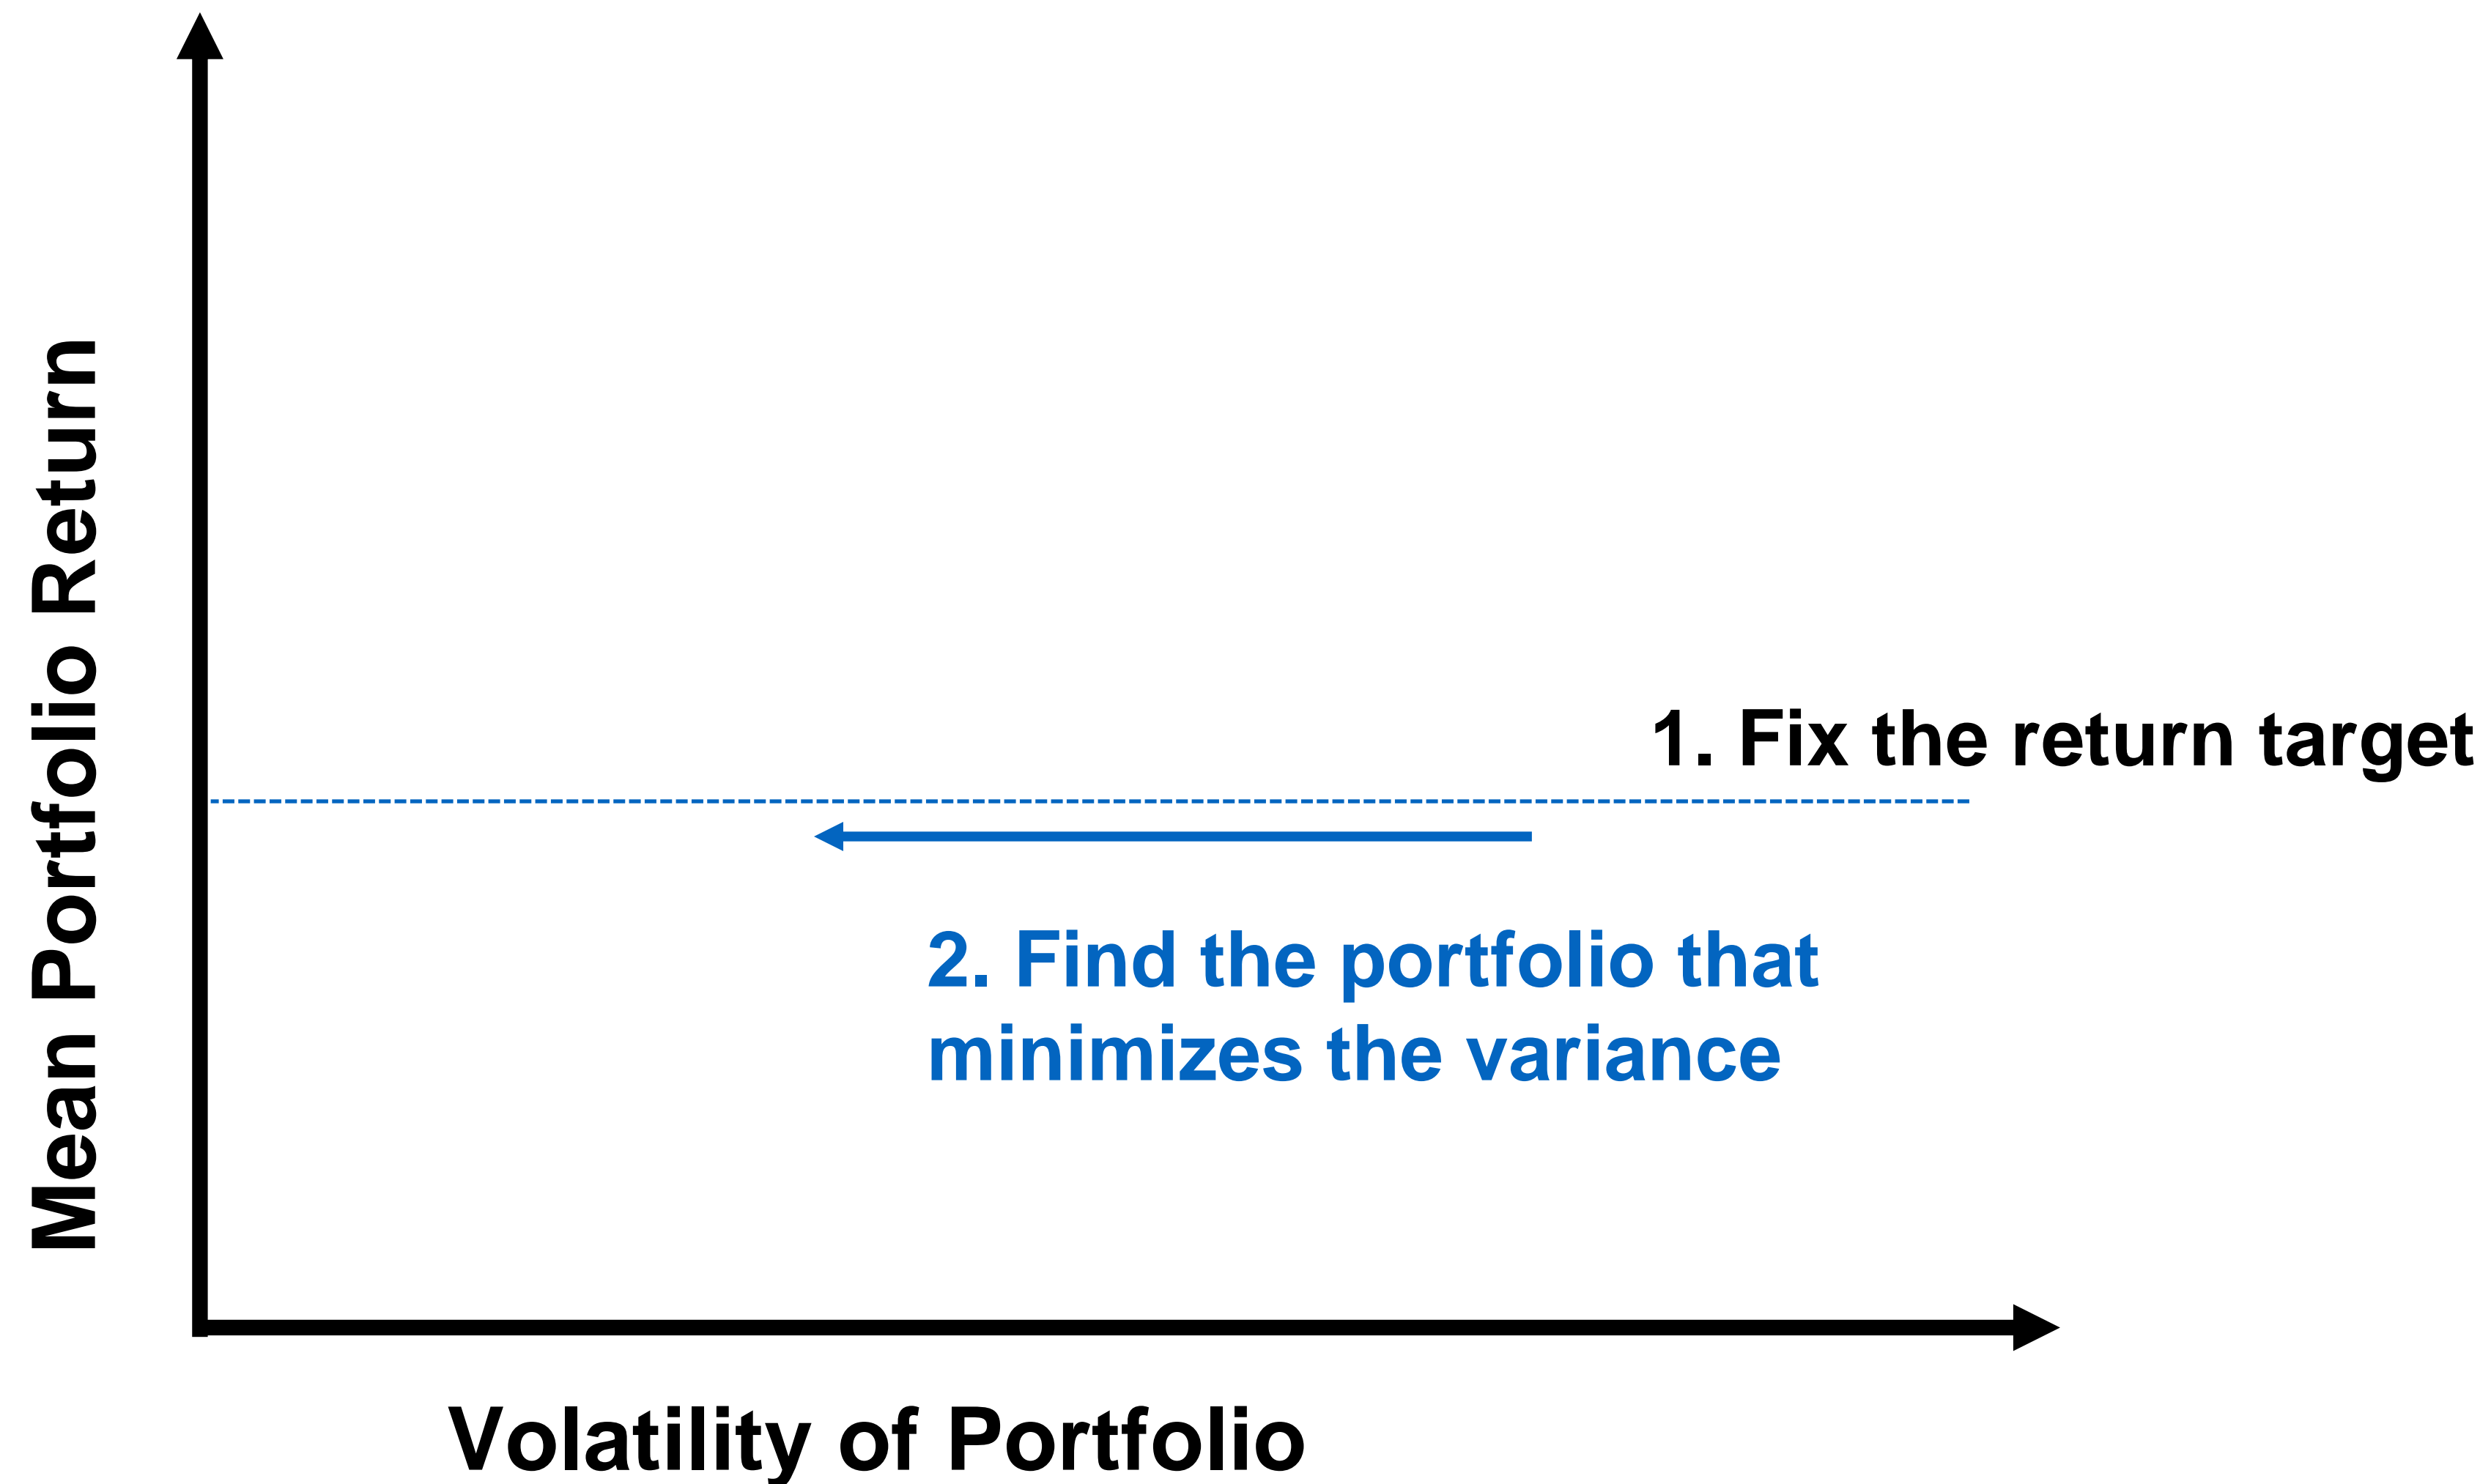 Mean Portfolio Return
1. Fix the return target
2. Find the portfolio that
minimizes the variance
Volatility of Portfolio